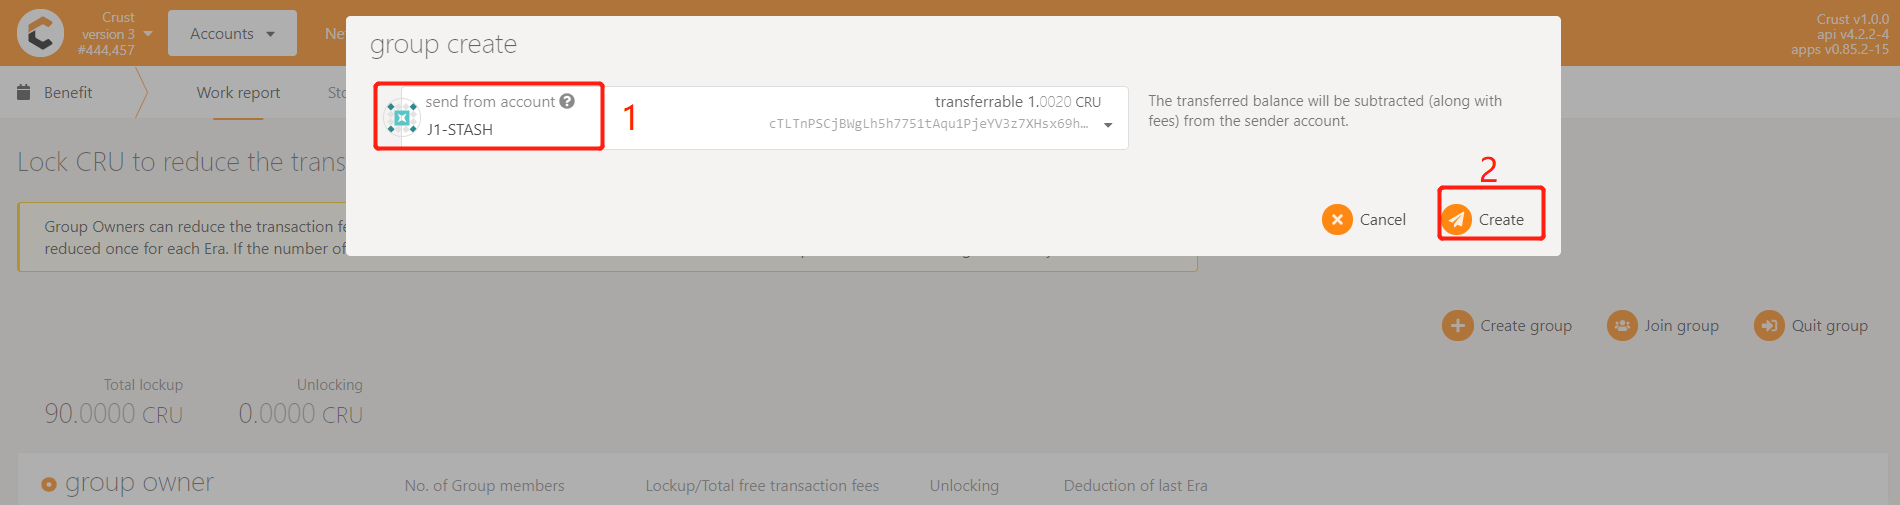 Crust
version 3
#444,457
Accounts
Ne
Crust v1.0.0
api v4.2.2-4
apps v0.85.2-15
Benefit
Work report
Sto
group create
send from account
J1-STASH
1
transferrable 1.0020 CRU
cTLTnPSCjBWgLh5h7751tAqu1PjeYV3z7XHsx69h…
The transferred balance will be subtracted (along with
fees) from the sender account.
2
Cancel
Create
Lock CRU to reduce the trans
Group Owners can reduce the transaction fe
reduced once for each Era. If the number of
Create group
Join group
Quit group
Total lockup
Unlocking
90.0000 CRU
0.0000 CRU
group owner
No. of Group members
Lockup/Total free transaction fees
Unlocking
Deduction of last Era